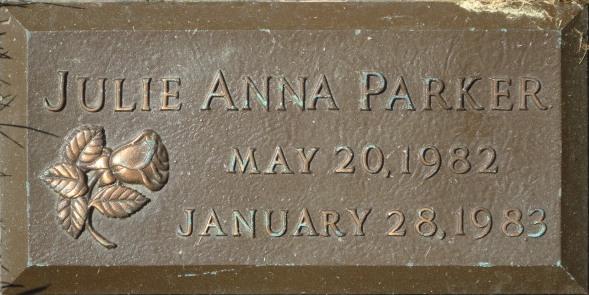 JULIE ANNA PARKER
MAY 20,1982
JANUARY 28,1983